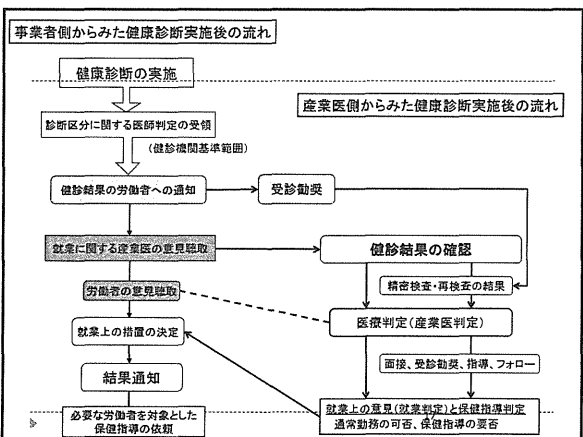 事業者側からみた健康診断実施後の流れ
健康診断の実施
産業医側からみた健康診断実施後の流れ
診断区分に関する医師判定の受領
(健診機関基準範囲)
健診結果の労働者への通知
受診勧奨
就業に関する産業医の意見聴取
健診結果の確認
労働者の意見聴取
精密検査・再検査の結果
就業上の措置の決定
医療判定(産業医判定)
結果通知
面接、受診勧奨、指導、フォロー
必要な労働者を対象とした
保健指導の依頼
就業上の意見(就業判定)と保健指導判定
通常勤務の可否、保健指導の要否